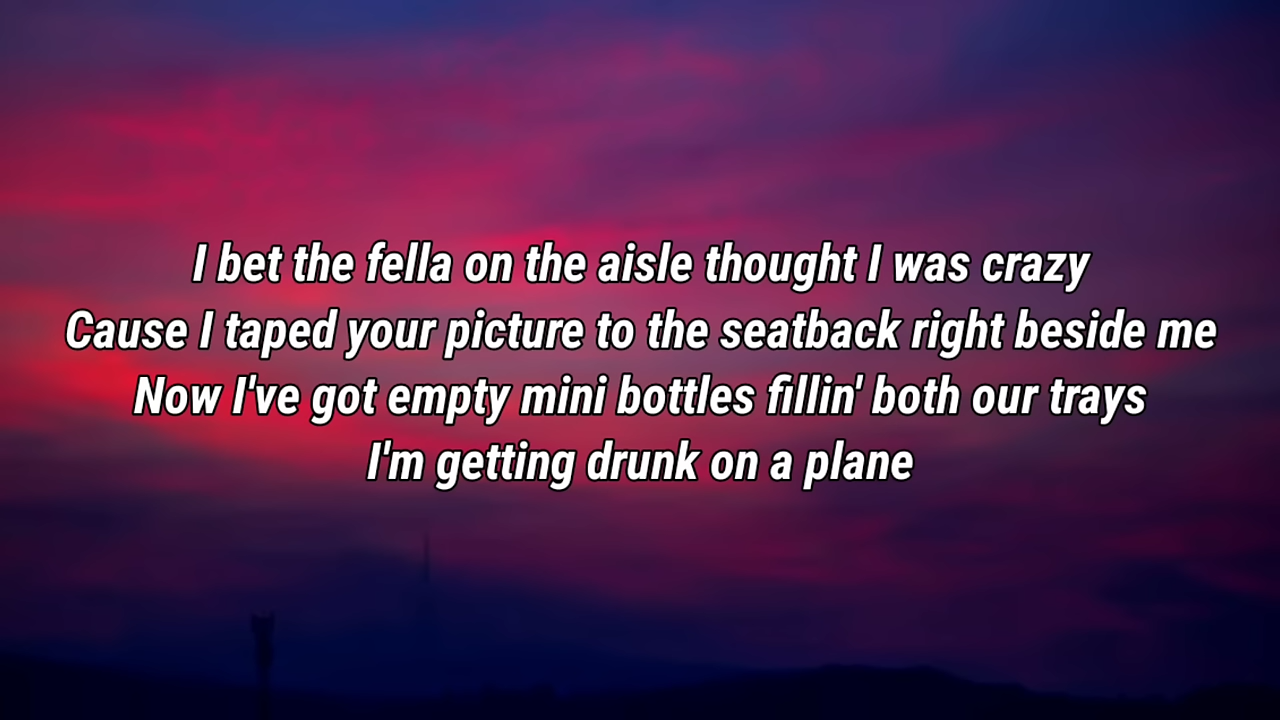 I bet the fella on the aisle thought I was crazy
Cause I taped your picture to the seatback right beside me
Now I've got empty mini bottles fillin' both our trays
I'm getting drunk on a plane